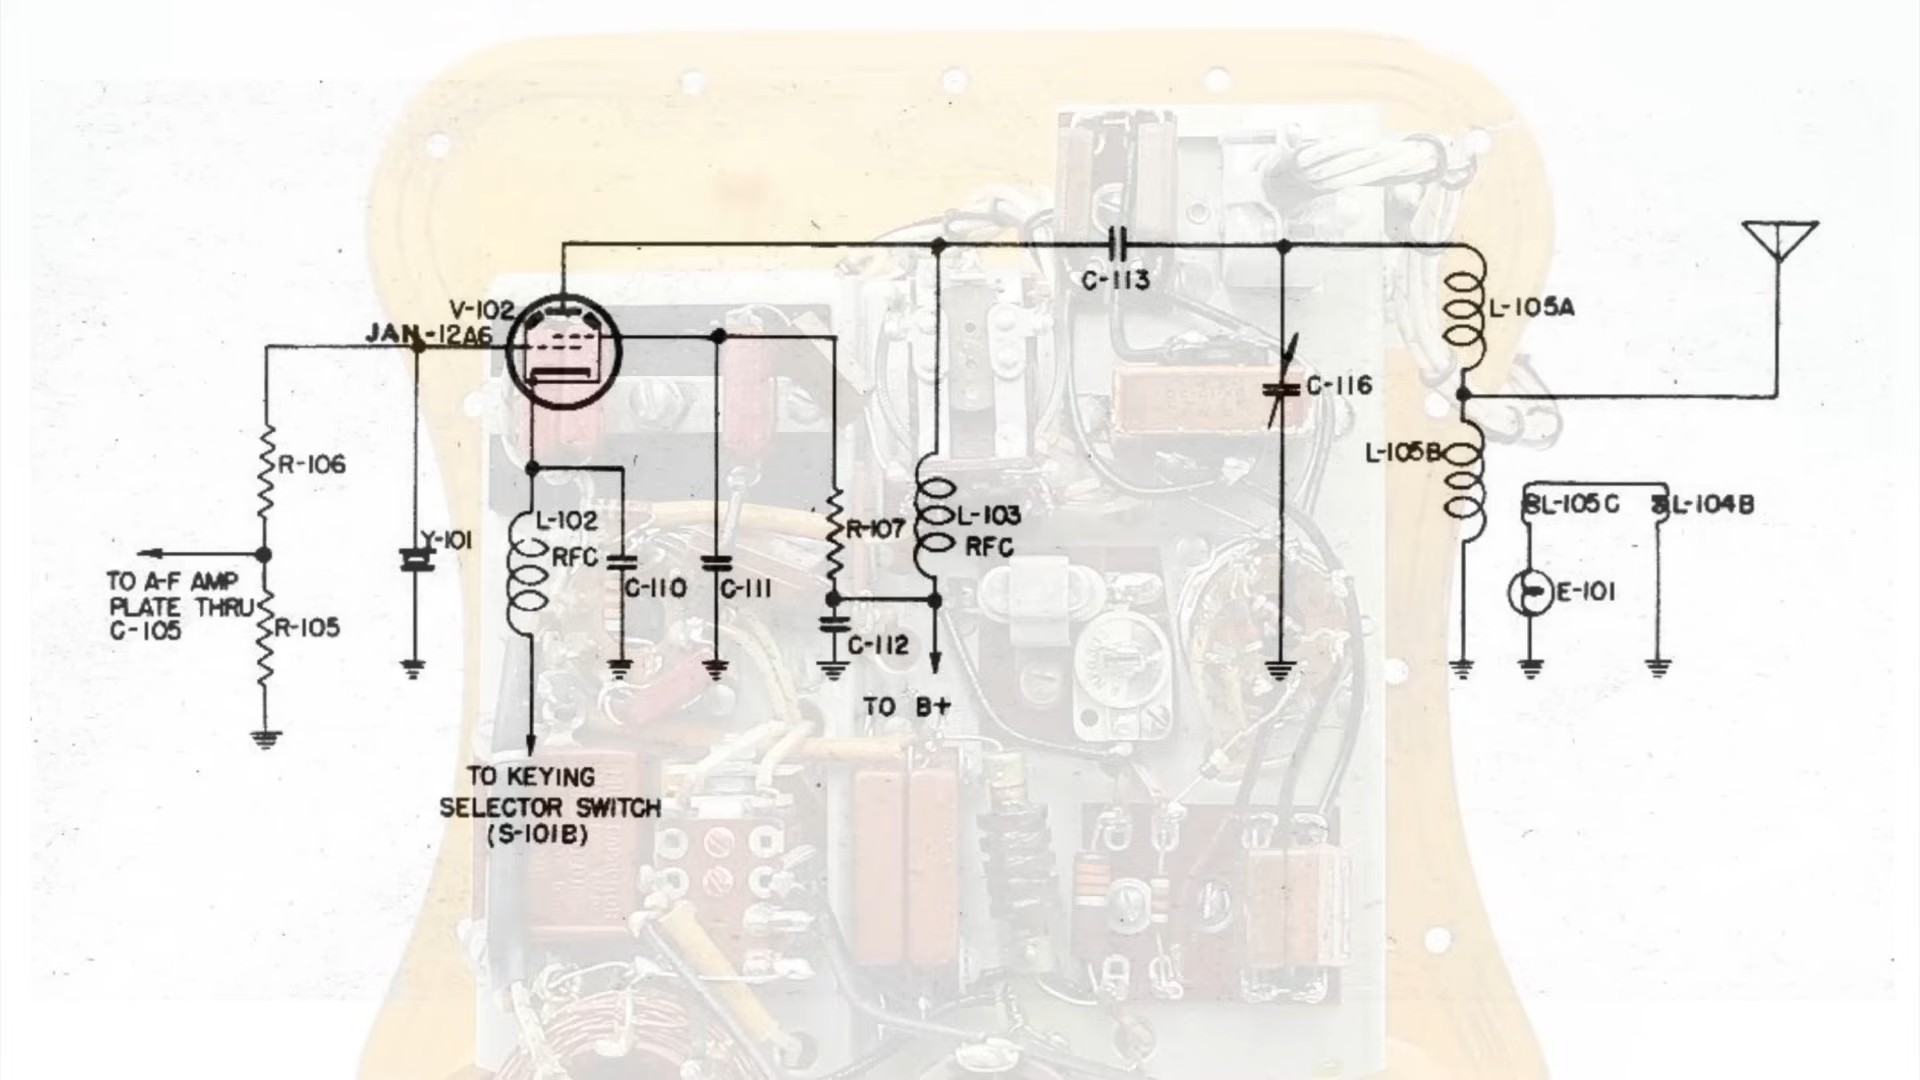 C-113
V-102
JAN-12A6
L-105A
C-116
L-105B
R-106
L-102
RFC
Y-101
R-107
L-103
RFC
L-105C
L-104B
TO A-F AMP
PLATE THRU
C-105
R-105
C-110
C-111
C-112
E-101
TO B+
TO KEYING
SELECTOR SWITCH
(S-101B)